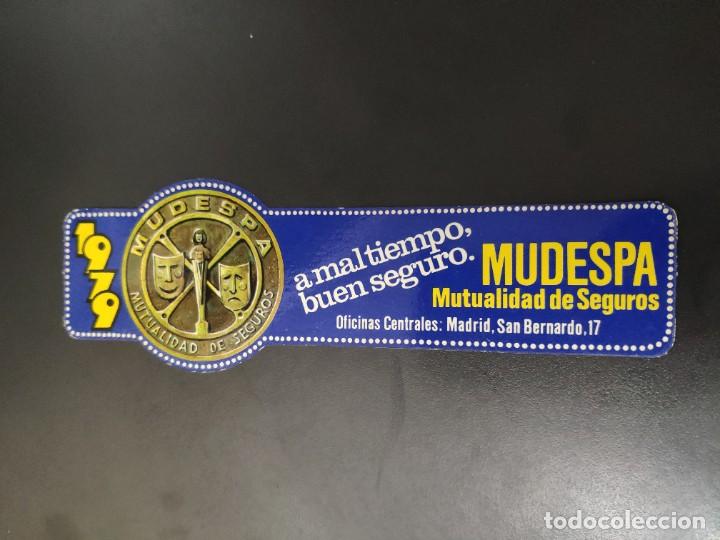 1979
MUDESPA
MUTUALIDAD DE SEGUROS
a mal tiempo,
buen seguro.
MUDESPA
Mutualidad de Seguros
Oficinas Centrales: Madrid, San Bernardo, 17
todocoleccion